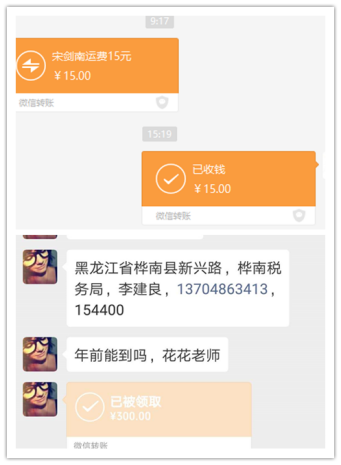 9:17
宋剑南运费15元
￥15.00
微信转账
15:19
已收钱
￥15.00
微信转账
黑龙江省桦南县新兴路，桦南税
务局，李建良，13704863413，
154400
年前能到吗，花花老师
已被领取
¥300.00
微信转账